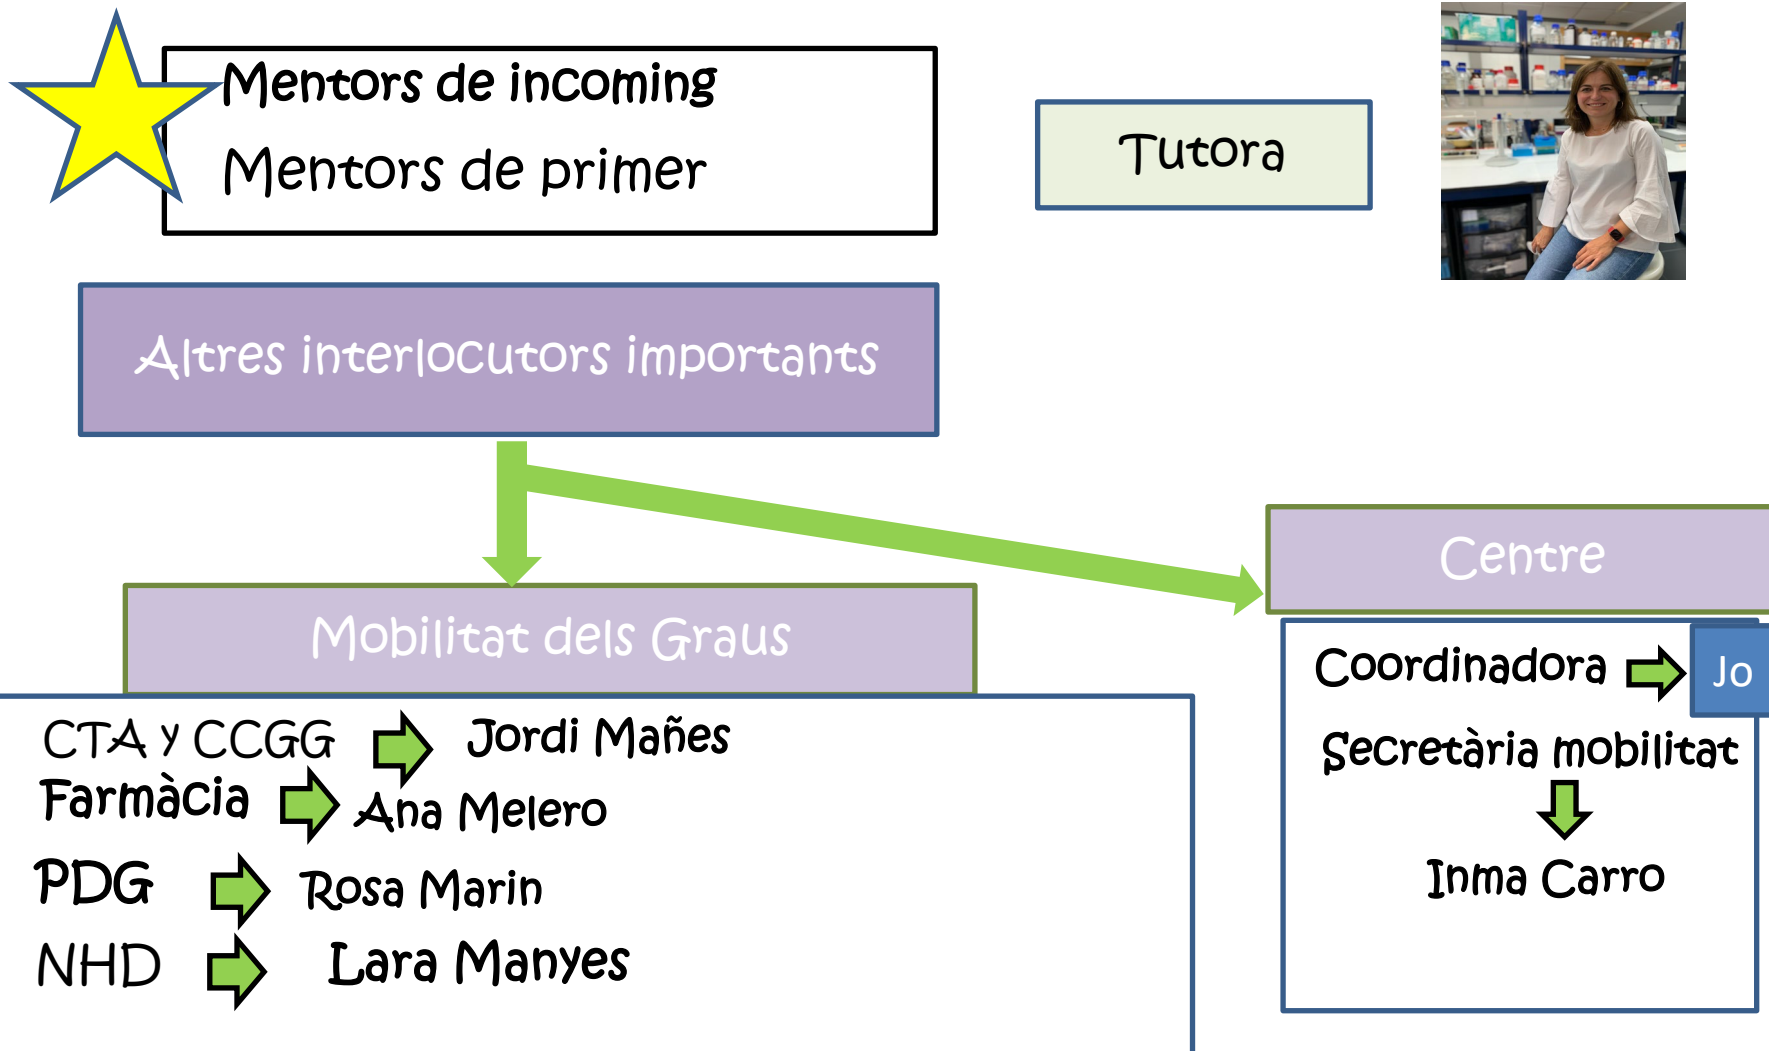 Mentors de incoming
Mentors de primer
Tutora
Altres interlocutors importants
Mobilitat dels Graus
CTA y CCGG Jordi Mañes
Farmàcia Ana Melero
PDG Rosa Marin
NHD Lara Manyes
Centre
Coordinadora Jo
Secretària mobilitat
Inma Carro